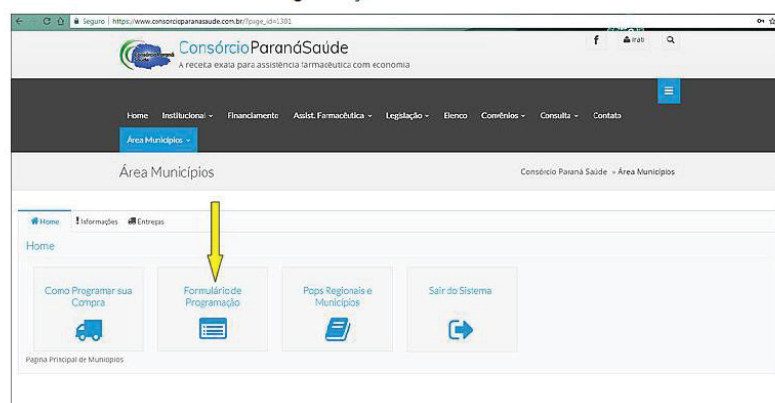 Seguro | https://www.consorcioparanasaude.com.br/?page_id=1301
ConsórcioParanáSaúde
A receita exata para assistência farmacêutica com economia
f Irati
Home Institucional Financiamento Assist. Farmacêutica Legislação Elenco Convênios Consulta Contato
Área Municípios
Área Municípios
Consórcio Paraná Saúde » Área Municípios
Home Informações Entregas
Home
Como Programar sua Compra
Formulário de Programação
Pops Regionais e Municípios
Sair do Sistema
Pagina Principal de Municipios